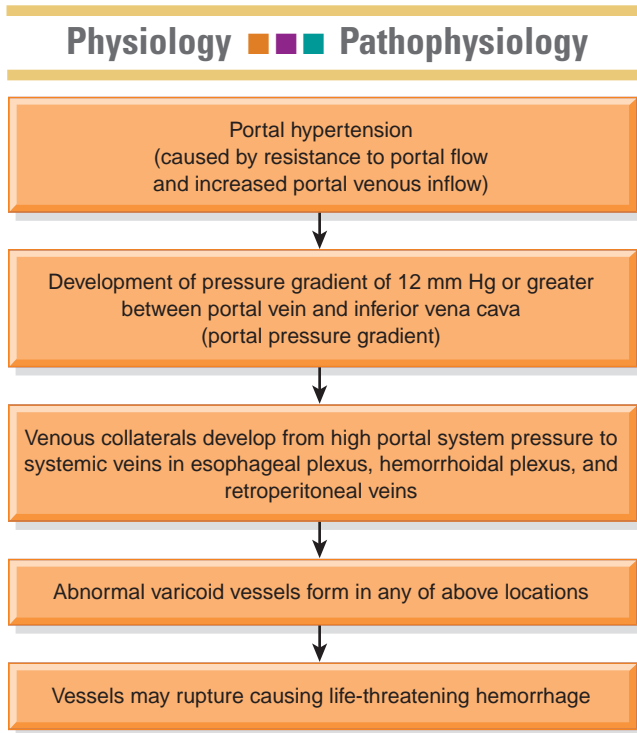 Physiology Pathophysiology
Portal hypertension
(caused by resistance to portal flow
and increased portal venous inflow)
Development of pressure gradient of 12 mm Hg or greater
between portal vein and inferior vena cava
(portal pressure gradient)
Venous collaterals develop from high portal system pressure to
systemic veins in esophageal plexus, hemorrhoidal plexus, and
retroperitoneal veins
Abnormal varicoid vessels form in any of above locations
Vessels may rupture causing life-threatening hemorrhage